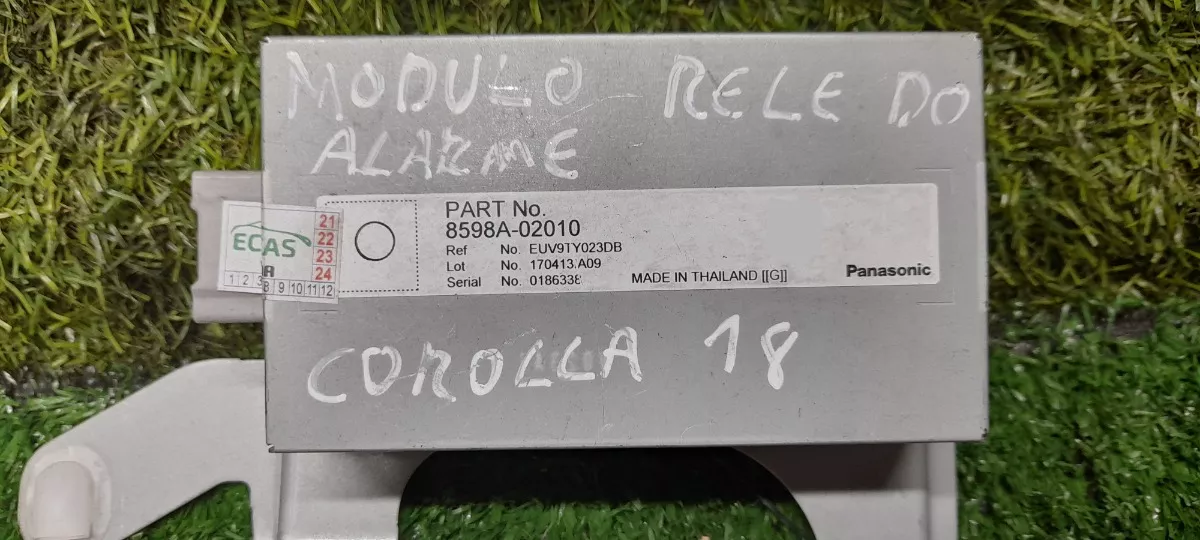 MODULO RELE DO
ALARME
PART No.
8598A-02010
Ref No. EUV9TY023DB
Lot No. 170413.A09
Serial No. 0186338
MADE IN THAILAND [[G]]
Panasonic
ECAS
21
22
23
24
1 2 3 8 9 10 11 12
COROLLA 18